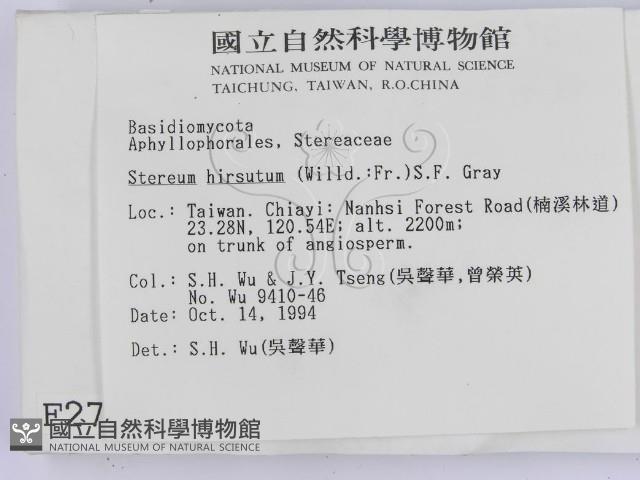 國立自然科學博物館
NATIONAL MUSEUM OF NATURAL SCIENCE
TAICHUNG, TAIWAN, R.O.CHINA
Basidiomycota
Aphyllophorales, Stereaceae
Stereum hirsutum (Willd.:Fr.)S.F. Gray
Loc.: Taiwan. Chiayi: Nanhsi Forest Road(楠溪林道)
23.28N, 120.54E; alt. 2200m;
on trunk of angiosperm.
Col.: S.H. Wu & J.Y. Tseng(吳聲華,曾榮英)
No. Wu 9410-46
Date: Oct. 14, 1994
Det.: S.H. Wu(吳聲華)
F27
國立自然科學博物館
NATIONAL MUSEUM OF NATURAL SCIENCE